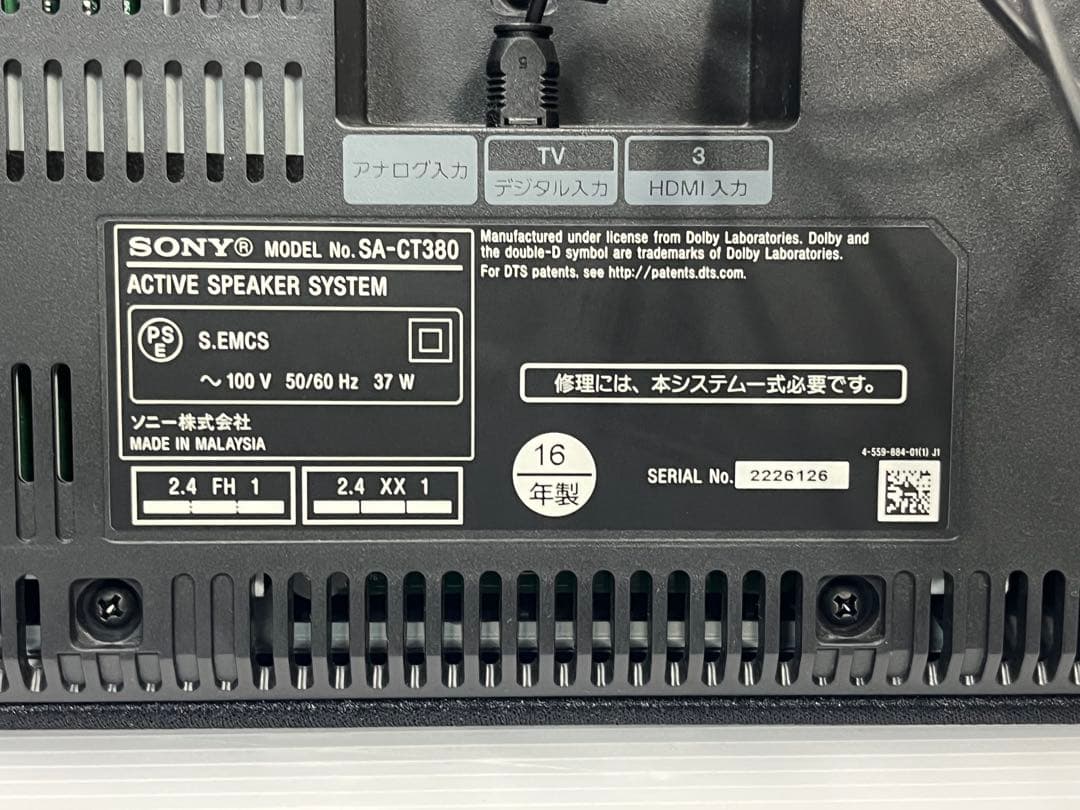 5
アナログ入力
TV
デジタル入力
3
HDMI 入力
SONY® MODEL No. SA-CT380
ACTIVE SPEAKER SYSTEM
PS
E
S.EMCS
～100 V 50/60 Hz 37 W
ソニー株式会社
MADE IN MALAYSIA
2.4 FH 1
2.4 XX 1
Manufactured under license from Dolby Laboratories. Dolby and
the double-D symbol are trademarks of Dolby Laboratories.
For DTS patents, see http://patents.dts.com.
修理には、本システム一式必要です。
16
年製
SERIAL No. 2226126
4-559-884-01(1) J1